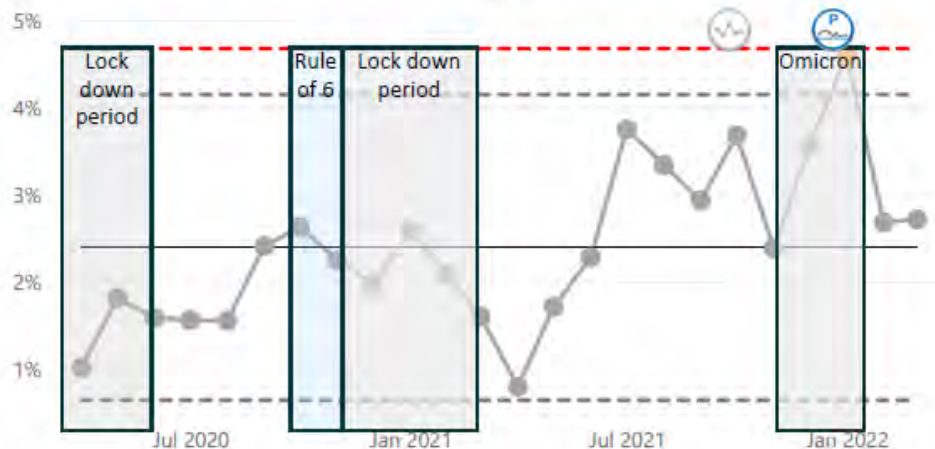 5%
4%
3%
2%
1%
Lock
down
period
Rule
of 6
Lock down
period
P
Omicron
Jul 2020
Jan 2021
Jul 2021
Jan 2022